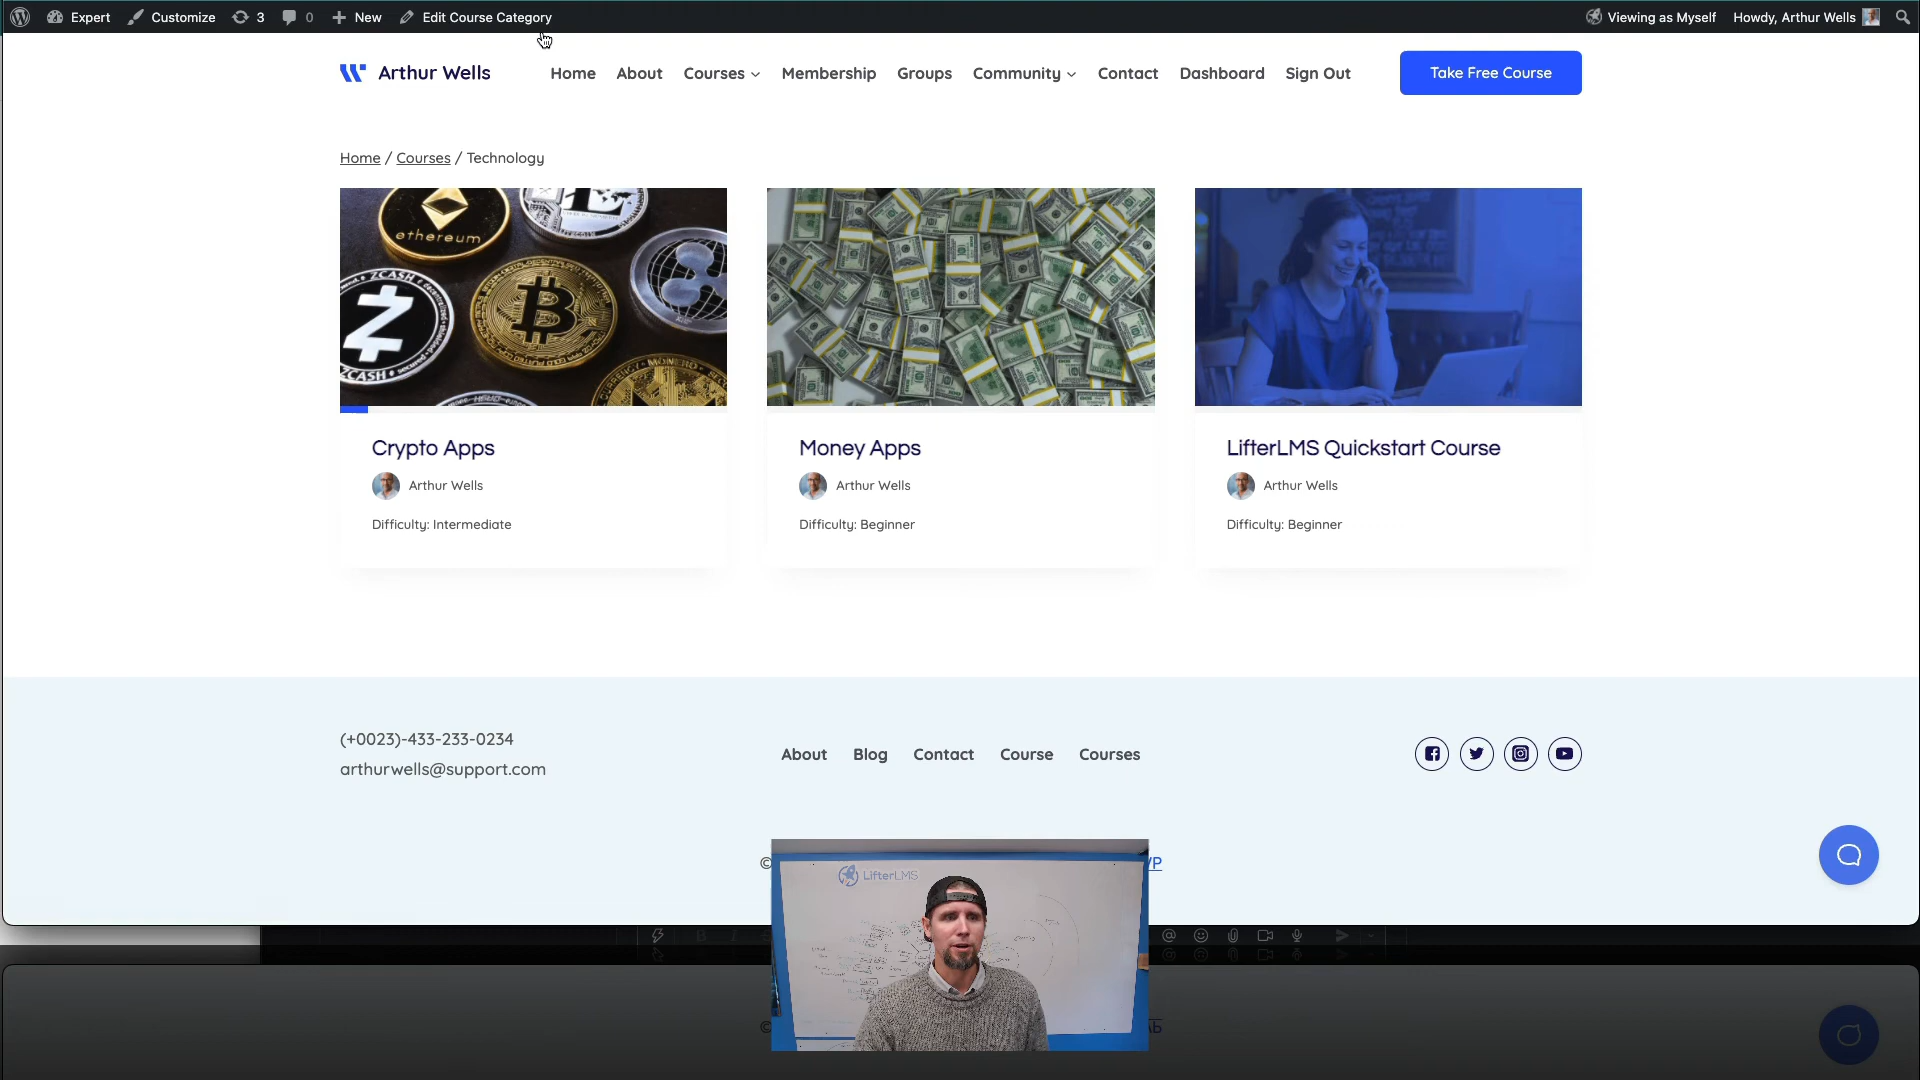 Expert Customize 3 0 New Edit Course Category Viewing as Myself Howdy, Arthur Wells
Arthur Wells Home About Courses Membership Groups Community Contact Dashboard Sign Out Take Free Course
Home / Courses / Technology
ethereum
ZCASH
ZCASH
Crypto Apps
Arthur Wells
Difficulty: Intermediate
Money Apps
Arthur Wells
Difficulty: Beginner
LifterLMS Quickstart Course
Arthur Wells
Difficulty: Beginner
(+0023)-433-233-0234
arthurwells@support.com
About Blog Contact Course Courses
©
LifterLMS